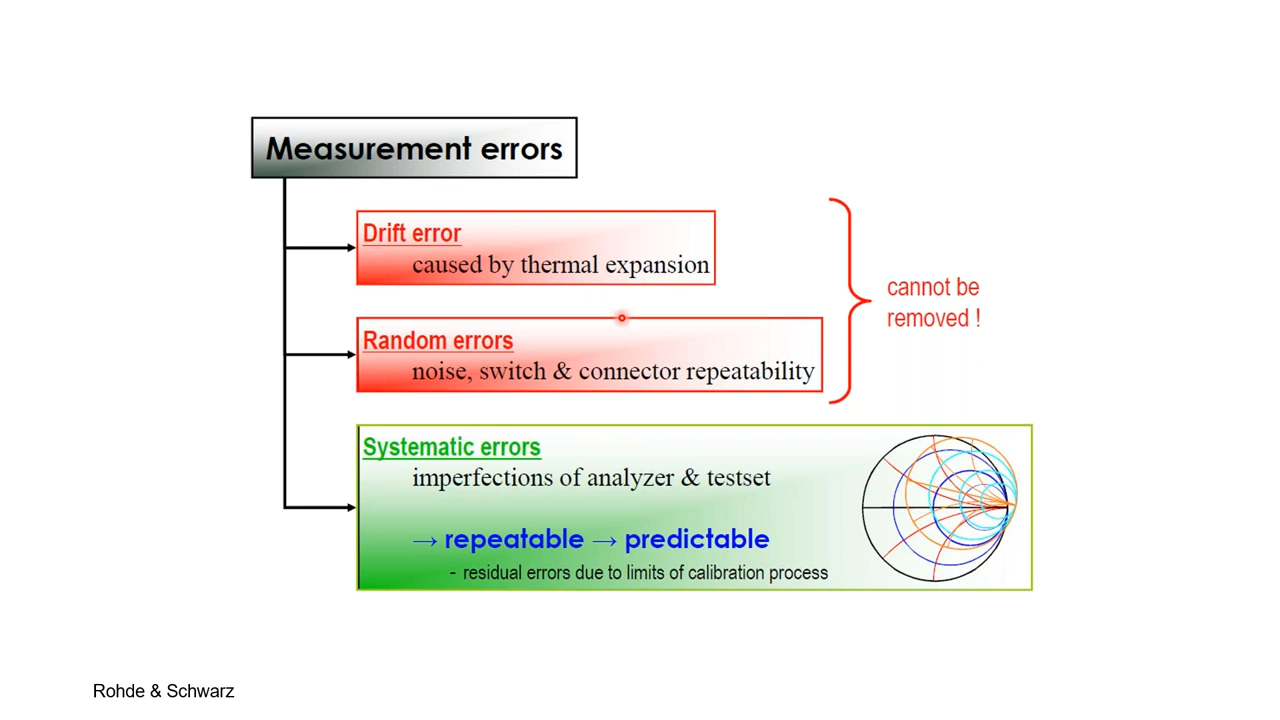 Measurement errors
Drift error
caused by thermal expansion
cannot be
removed !
Random errors
noise, switch & connector repeatability
Systematic errors
imperfections of analyzer & testset
→ repeatable → predictable
- residual errors due to limits of calibration process
Rohde & Schwarz